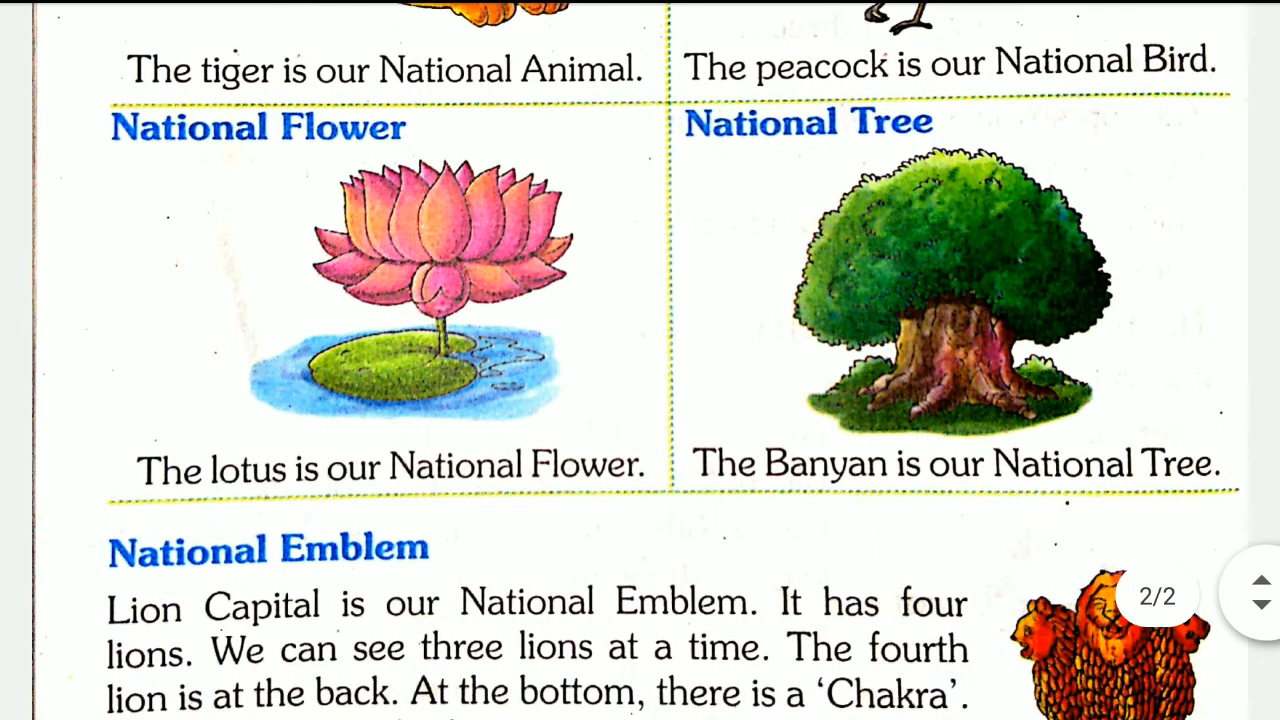 The tiger is our National Animal.
The peacock is our National Bird.
National Flower
National Tree
The lotus is our National Flower.
The Banyan is our National Tree.
National Emblem
Lion Capital is our National Emblem. It has four
lions. We can see three lions at a time. The fourth
lion is at the back. At the bottom, there is a ‘Chakra’.
2/2